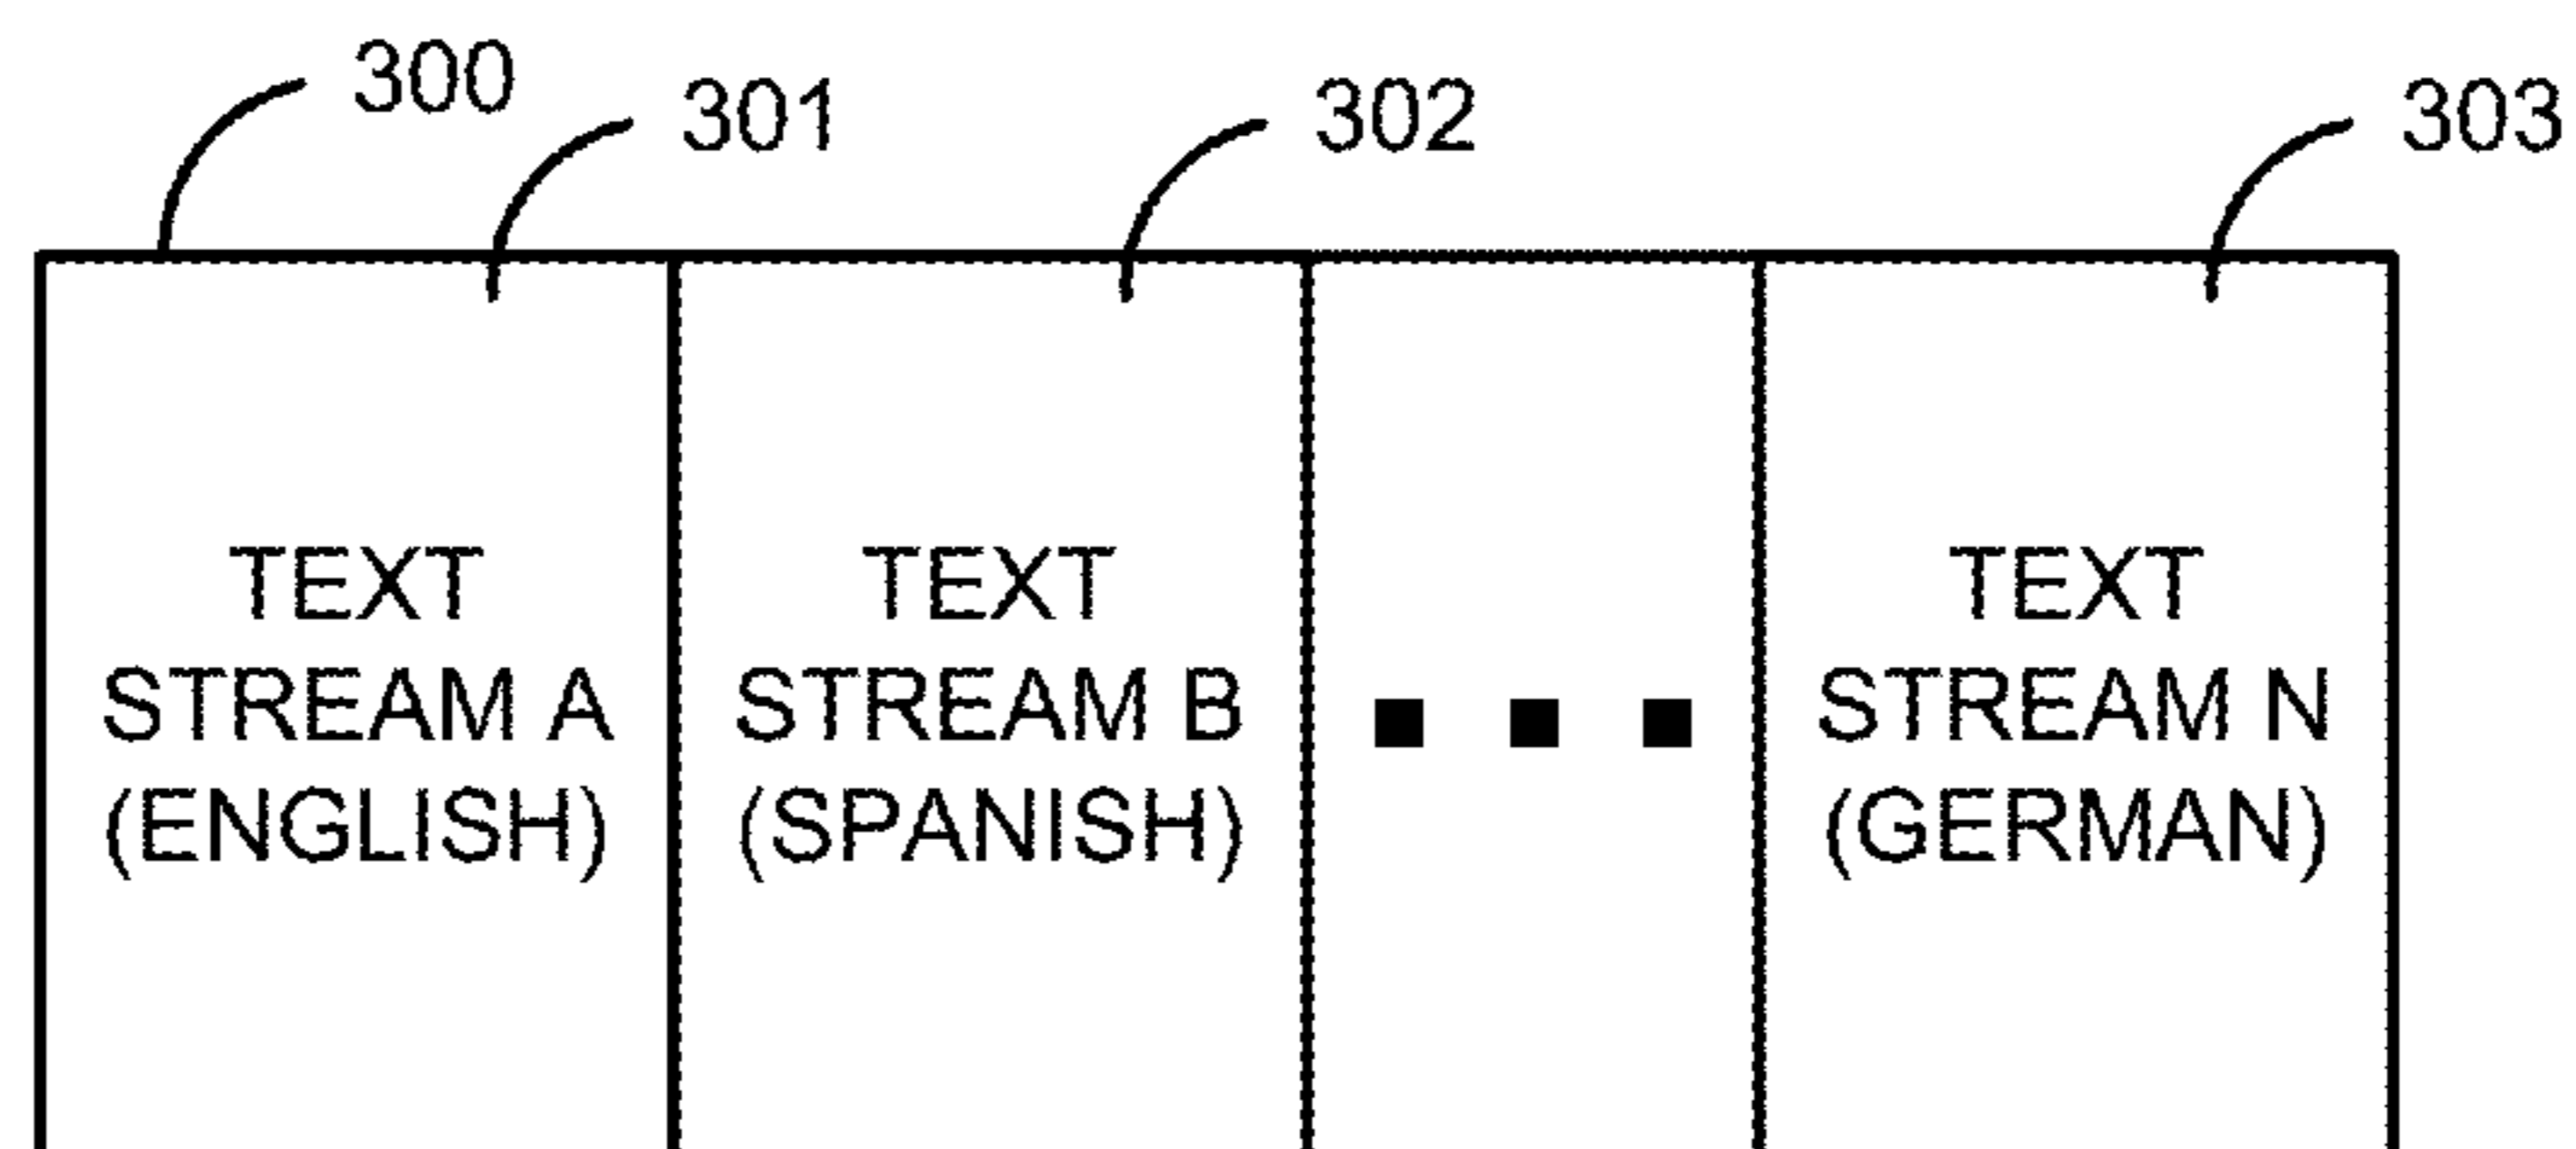 300
301
302
303
TEXT
STREAM A
(ENGLISH)
TEXT
STREAM B
(SPANISH)
TEXT
STREAM N
(GERMAN)